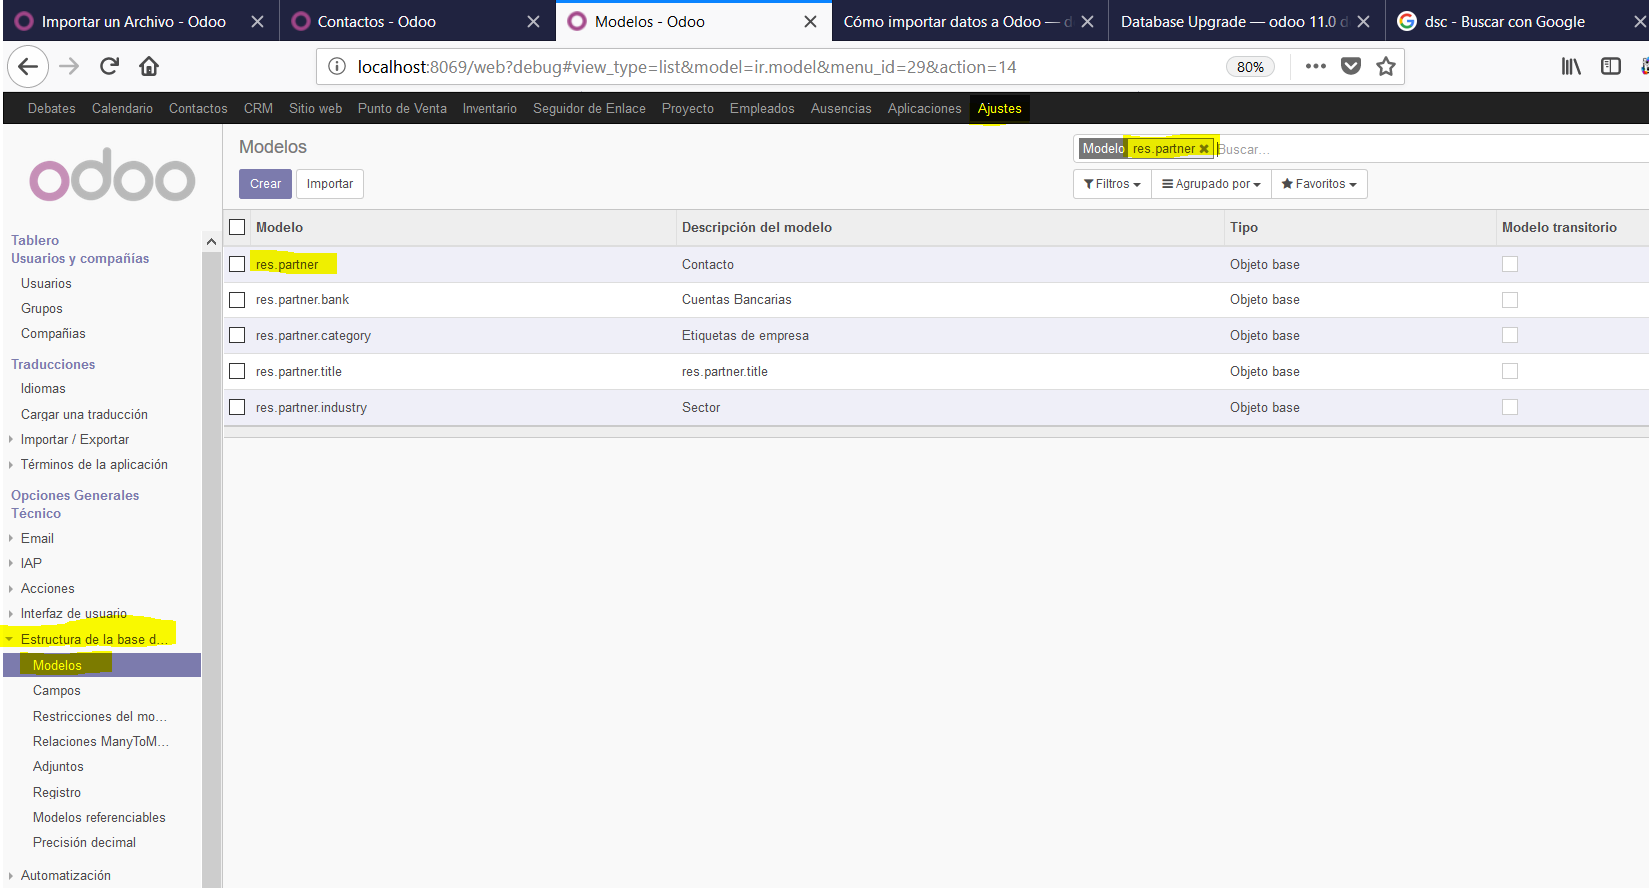 Importar un Archivo - Odoo
Contactos - Odoo
Modelos - Odoo
Cómo importar datos a Odoo — d
Database Upgrade — odoo 11.0 d
dsc - Buscar con Google
localhost:8069/web?debug#view_type=list&model=ir.model&menu_id=29&action=14
80%
Debates Calendario Contactos CRM Sitio web Punto de Venta Inventario Seguidor de Enlace Proyecto Empleados Ausencias Aplicaciones Ajustes
odoo
Tablero
Usuarios y compañías
Usuarios
Grupos
Compañias
Traducciones
Idiomas
Cargar una traducción
Importar / Exportar
Términos de la aplicación
Opciones Generales
Técnico
Email
IAP
Acciones
Interfaz de usuario
Estructura de la base d...
Modelos
Campos
Restricciones del mo...
Relaciones ManyToM...
Adjuntos
Registro
Modelos referenciables
Precisión decimal
Automatización
Modelos
Modelo res.partner Buscar...
Crear Importar
Filtros Agrupado por Favoritos
Modelo Descripción del modelo Tipo Modelo transitorio
res.partner Contacto Objeto base
res.partner.bank Cuentas Bancarias Objeto base
res.partner.category Etiquetas de empresa Objeto base
res.partner.title res.partner.title Objeto base
res.partner.industry Sector Objeto base